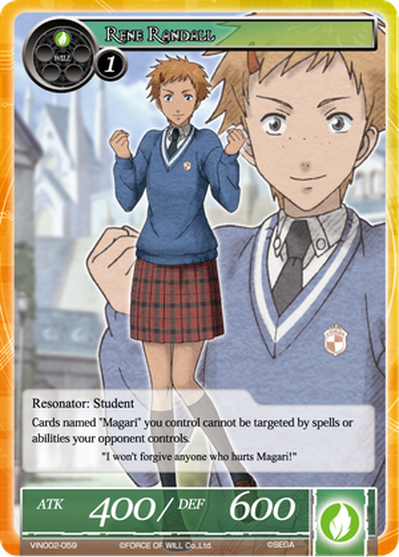 Rene Randall
WILL
1
Resonator: Student
Cards named "Magari" you control cannot be targeted by spells or
abilities your opponent controls.
"I won't forgive anyone who hurts Magari!"
ATK 400 / DEF 600
VIN002-059 ©FORCE OF WILL Co.,Ltd. ©SEGA